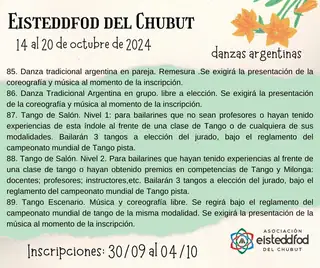 Eisteddfod del Chubut
14 al 20 de octubre de 2024
danzas argentinas
85. Danza tradicional argentina en pareja. Remesura .Se exigirá la presentación de la
coreografía y música al momento de la inscripción.
86. Danza Tradicional Argentina en grupo. libre a elección. Se exigirá la presentación
de la coreografía y música al momento de la inscripción.
87. Tango de Salón. Nivel 1: para bailarines que no sean profesores o hayan tenido
experiencias de esta índole al frente de una clase de Tango o de cualquiera de sus
modalidades. Bailarán 3 tangos a elección del jurado, bajo el reglamento del
campeonato mundial de Tango pista.
88. Tango de Salón. Nivel 2. Para bailarines que hayan tenido experiencias al frente de
una clase de tango o hayan obtenido premios en competencias de Tango y Milonga:
docentes; profesores; instructores,etc. Bailarán 3 tangos a elección del jurado, bajo el
reglamento del campeonato mundial de Tango pista.
89. Tango Escenario. Música y coreografía libre. Se regirá bajo el reglamento del
campeonato mundial de tango de la misma modalidad. Se exigirá la presentación de la
música al momento de la inscripción.
Inscripciones: 30/09 al 04/10
ASOCIACIÓN
eisteddfod
DEL CHUBUT